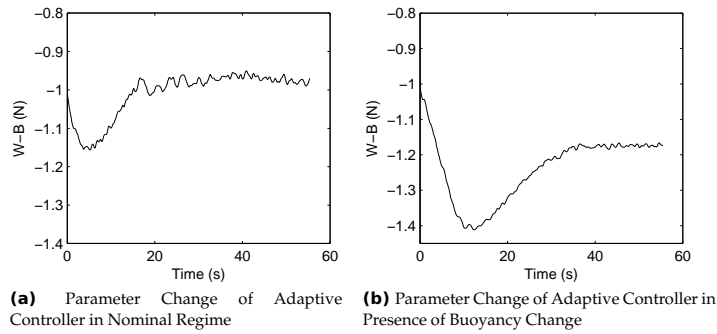 −0.8
−0.9
−1
−1.1
−1.2
−1.3
−1.4
W−B (N)
0
20
40
60
Time (s)
(a) Parameter Change of Adaptive
Controller in Nominal Regime
−0.8
−0.9
−1
−1.1
−1.2
−1.3
−1.4
W−B (N)
0
20
40
60
Time (s)
(b) Parameter Change of Adaptive Controller in
Presence of Buoyancy Change